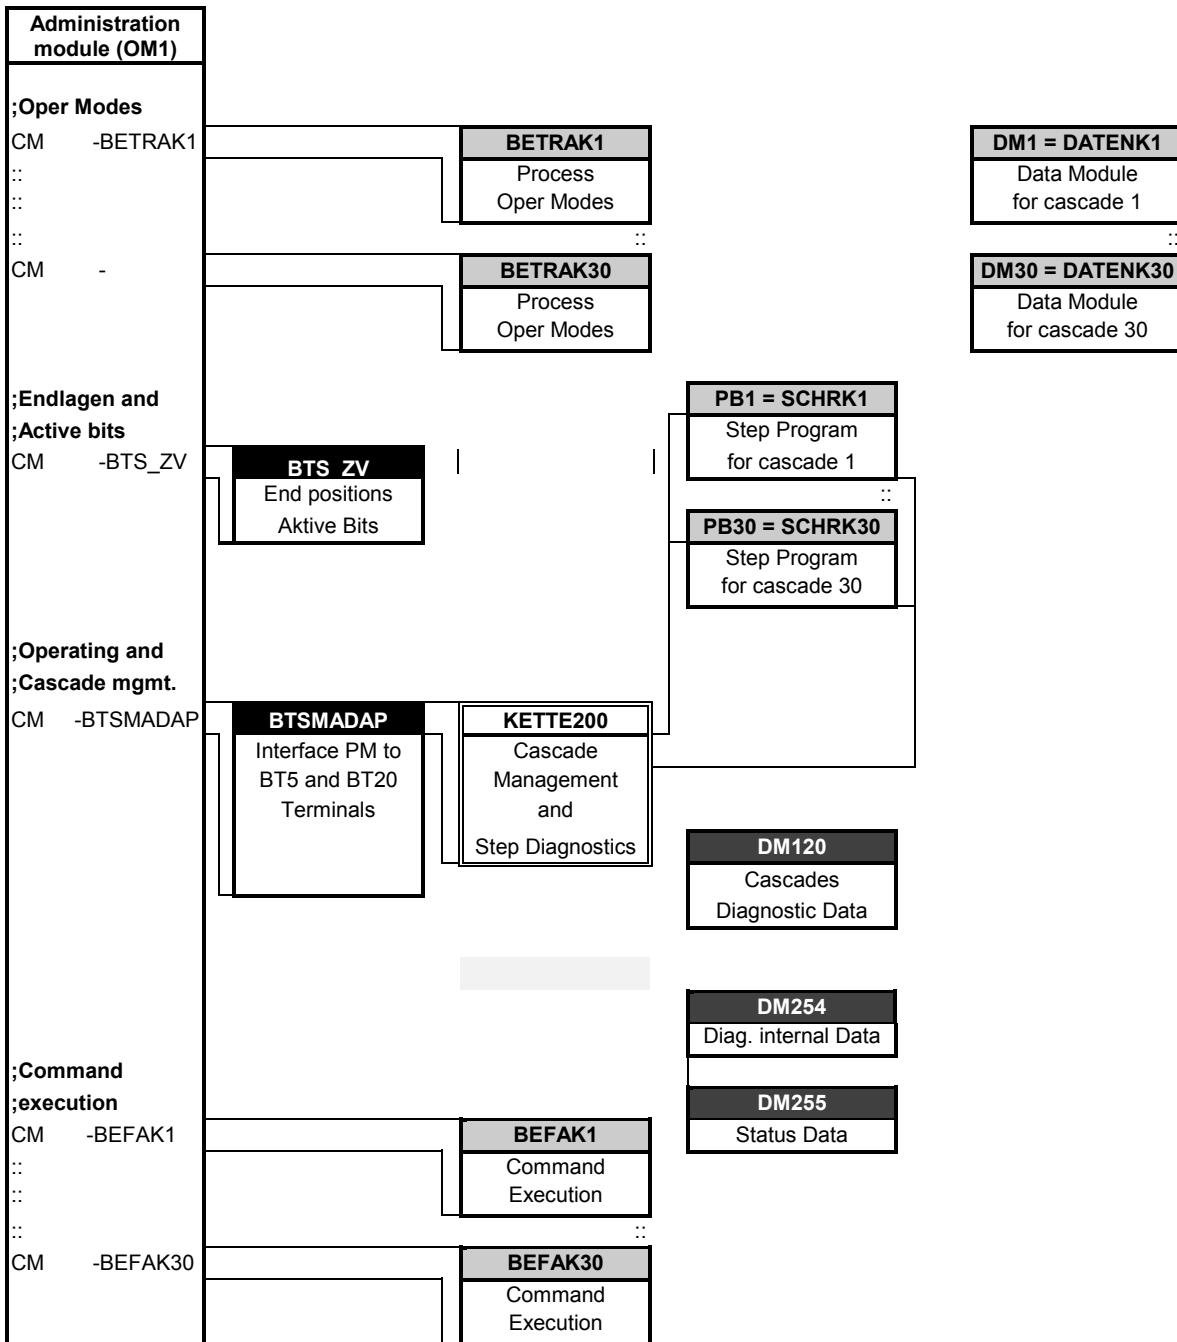 Administration
module (OM1)
;Oper Modes
CM -BETRAK1
::
::
::
CM -
BETRAK1
Process
Oper Modes
::
BETRAK30
Process
Oper Modes
DM1 = DATENK1
Data Module
for cascade 1
::
DM30 = DATENK30
Data Module
for cascade 30
;Endlagen and
;Active bits
CM -BTS_ZV
BTS_ZV
End positions
Aktive Bits
PB1 = SCHRK1
Step Program
for cascade 1
::
PB30 = SCHRK30
Step Program
for cascade 30
;Operating and
;Cascade mgmt.
CM -BTSMADAP
BTSMADAP
Interface PM to
BT5 and BT20
Terminals
KETTE200
Cascade
Management
and
Step Diagnostics
DM120
Cascades
Diagnostic Data
DM254
Diag. internal Data
DM255
Status Data
;Command
;execution
CM -BEFAK1
::
::
::
CM -BEFAK30
BEFAK1
Command
Execution
::
BEFAK30
Command
Execution